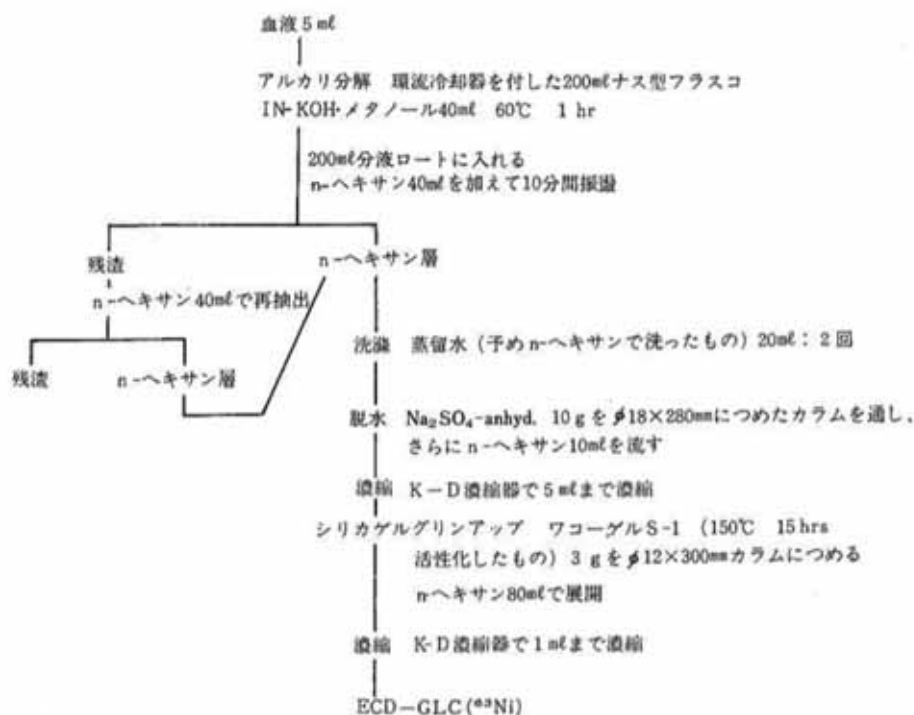 血液5㎖
アルカリ分解 環流冷却器を付した200㎖ナス型フラスコ
IN-KOH・メタノール40㎖ 60℃ 1 hr
200㎖分液ロートに入れる
n-ヘキサン40㎖を加えて10分間振盪
残渣
n-ヘキサン層
n-ヘキサン40㎖で再抽出
残渣
n-ヘキサン層
洗滌 蒸留水(予めn-ヘキサンで洗ったもの)20㎖:2回
脱水 Na₂SO₄-anhyd. 10gをφ18×280㎜につめたカラムを通し、
さらにn-ヘキサン10㎖を流す
濃縮 K-D濃縮器で5㎖まで濃縮
シリカゲルグリンアップ ワコーゲルS-1 (150℃ 15hrs
活性化したもの) 3gをφ12×300㎜カラムにつめる
n-ヘキサン80㎖で展開
濃縮 K-D濃縮器で1㎖まで濃縮
ECD-GLC(⁶³Ni)